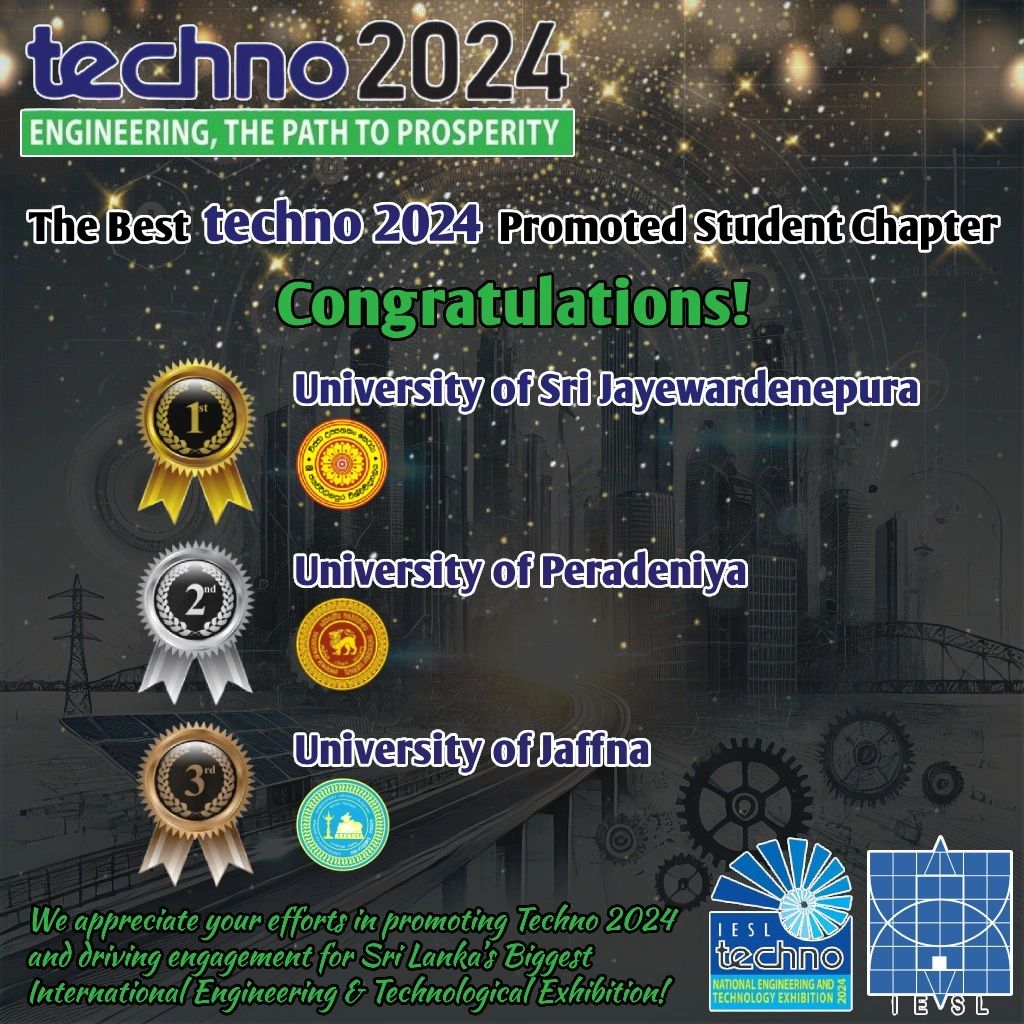 techno 2024
ENGINEERING, THE PATH TO PROSPERITY
The Best techno 2024 Promoted Student Chapter
Congratulations!
1st
University of Sri Jayewardenepura
2nd
University of Peradeniya
3rd
University of Jaffna
We appreciate your efforts in promoting Techno 2024
and driving engagement for Sri Lanka's Biggest
International Engineering & Technological Exhibition!
IESL
techno
NATIONAL ENGINEERING AND
TECHNOLOGY EXHIBITION
2024
IESL